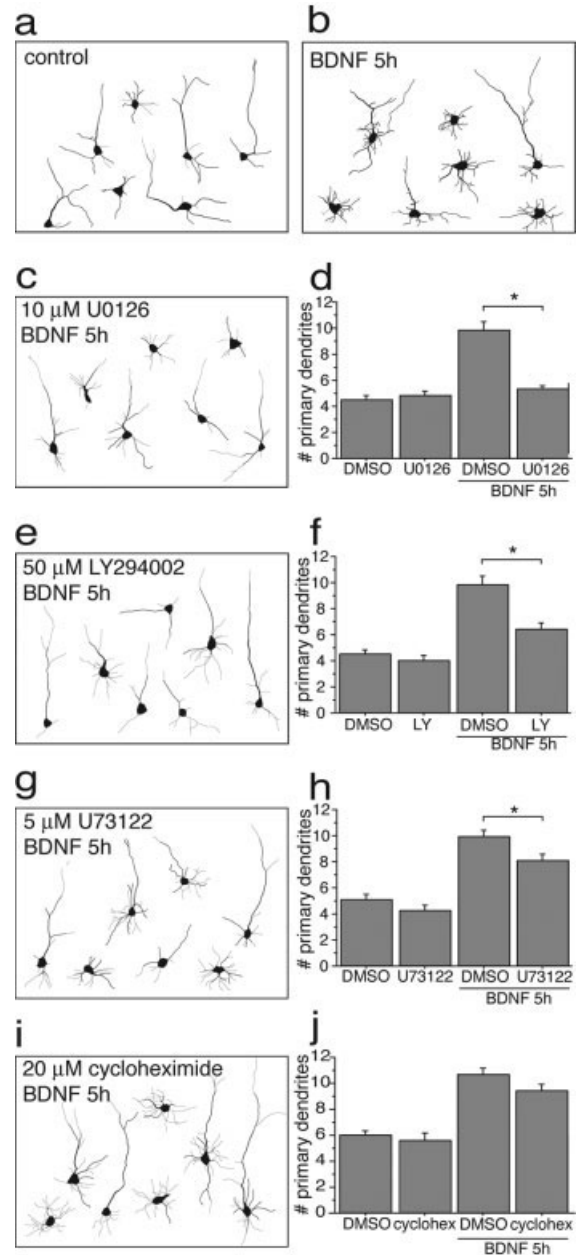 a
control
b
BDNF 5h
c
10 μM U0126
BDNF 5h
d
# primary dendrites
12
10
8
6
4
2
0
*
DMSO U0126 DMSO U0126
BDNF 5h
e
50 μM LY294002
BDNF 5h
f
# primary dendrites
12
10
8
6
4
2
0
*
DMSO LY DMSO LY
BDNF 5h
g
5 μM U73122
BDNF 5h
h
# primary dendrites
12
10
8
6
4
2
0
*
DMSO U73122 DMSO U73122
BDNF 5h
i
20 μM cycloheximide
BDNF 5h
j
# primary dendrites
10
8
6
4
2
0
DMSO cyclohex DMSO cyclohex
BDNF 5h